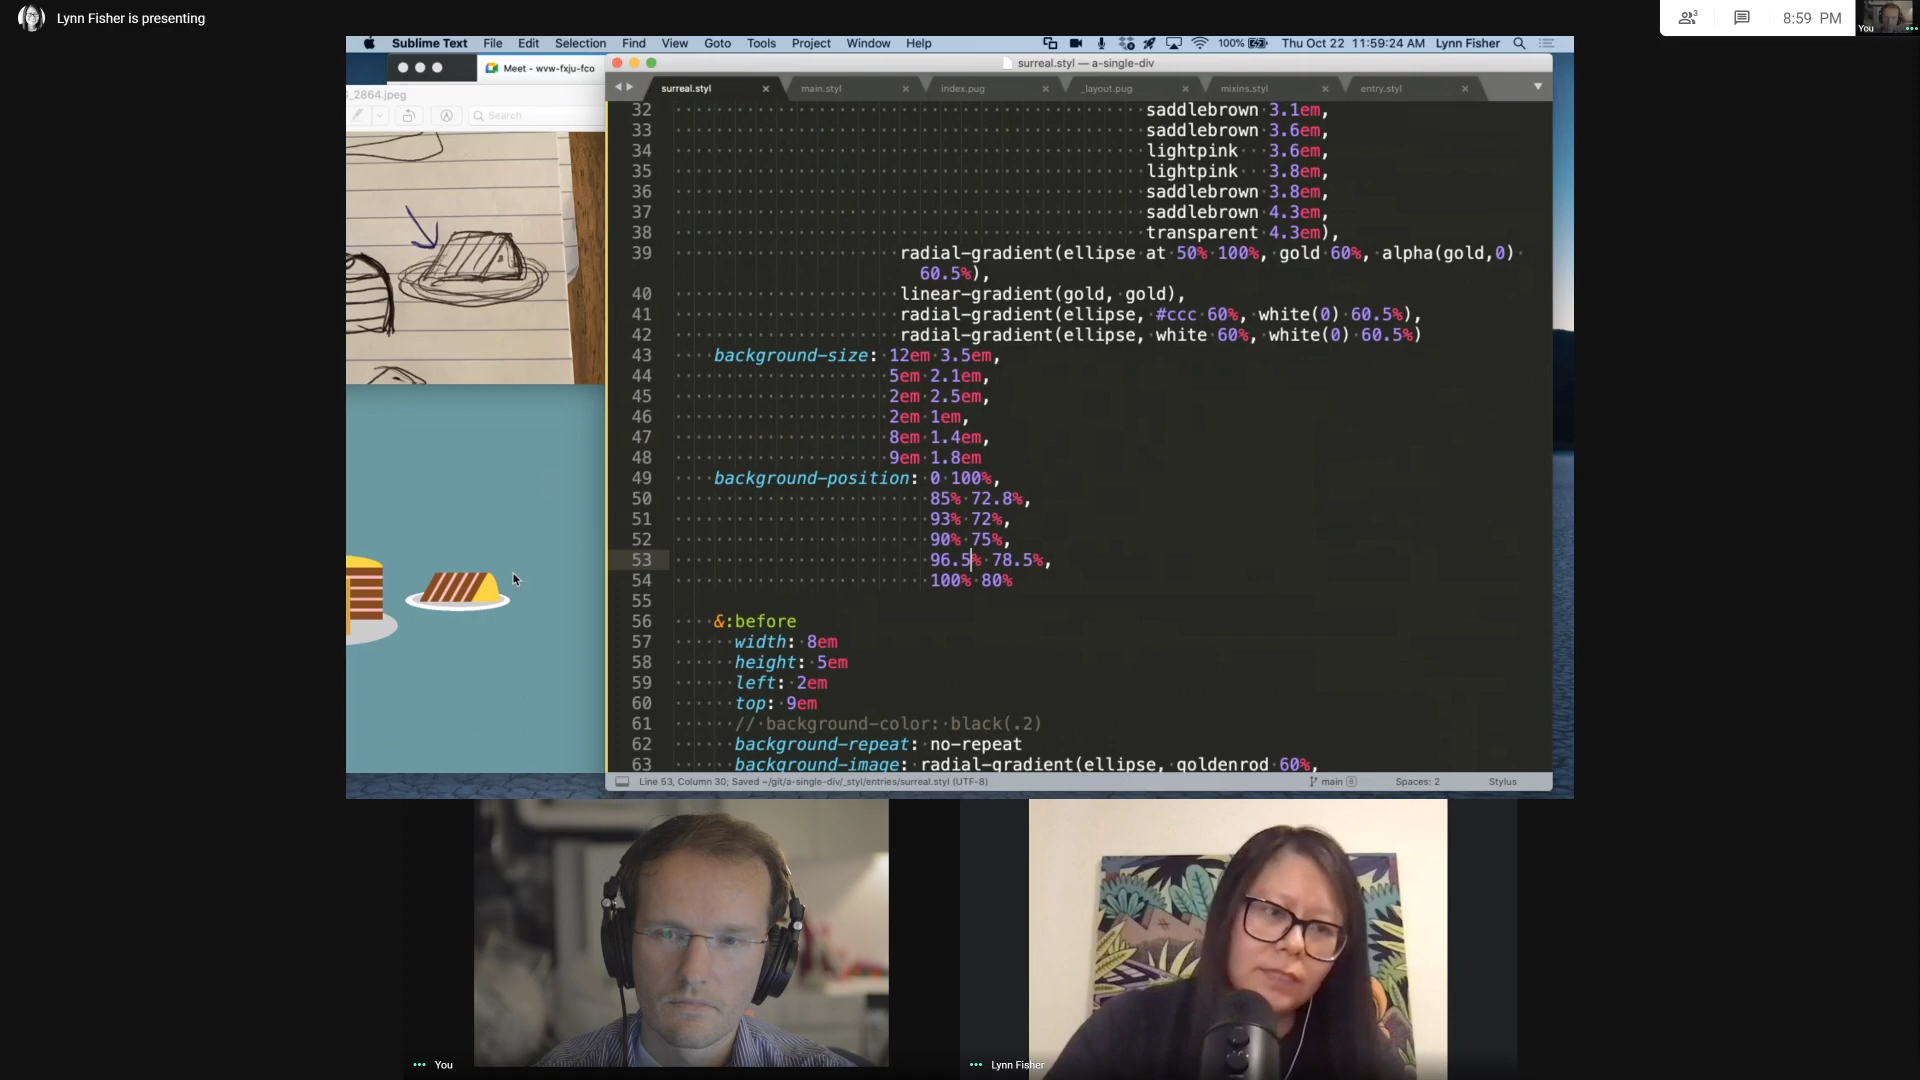 Lynn Fisher is presenting
3
8:59 PM
You
Sublime Text File Edit Selection Find View Goto Tools Project Window Help
100% Thu Oct 22 11:59:24 AM Lynn Fisher
Meet - wvw-fxju-fco
surreal.styl — a-single-div
_2864.jpeg
surreal.styl main.styl index.pug _layout.pug mixins.styl entry.styl
Search
32 saddlebrown 3.1em,
33 saddlebrown 3.6em,
34 lightpink 3.6em,
35 lightpink 3.8em,
36 saddlebrown 3.8em,
37 saddlebrown 4.3em,
38 transparent 4.3em),
39 radial-gradient(ellipse at 50% 100%, gold 60%, alpha(gold,0)
60.5%),
40 linear-gradient(gold, gold),
41 radial-gradient(ellipse, #ccc 60%, white(0) 60.5%),
42 radial-gradient(ellipse, white 60%, white(0) 60.5%)
43 background-size: 12em 3.5em,
44 5em 2.1em,
45 2em 2.5em,
46 2em 1em,
47 8em 1.4em,
48 9em 1.8em
49 background-position: 0 100%,
50 85% 72.8%,
51 93% 72%,
52 90% 75%,
53 96.5% 78.5%,
54 100% 80%
55
56 &:before
57 width: 8em
58 height: 5em
59 left: 2em
60 top: 9em
61 // background-color: black(.2)
62 background-repeat: no-repeat
63 background-image: radial-gradient(ellipse, goldenrod 60%,
Line 53, Column 30; Saved ~/git/a-single-div/_styl/entries/surreal.styl (UTF-8) main 8 Spaces: 2 Stylus
You
Lynn Fisher